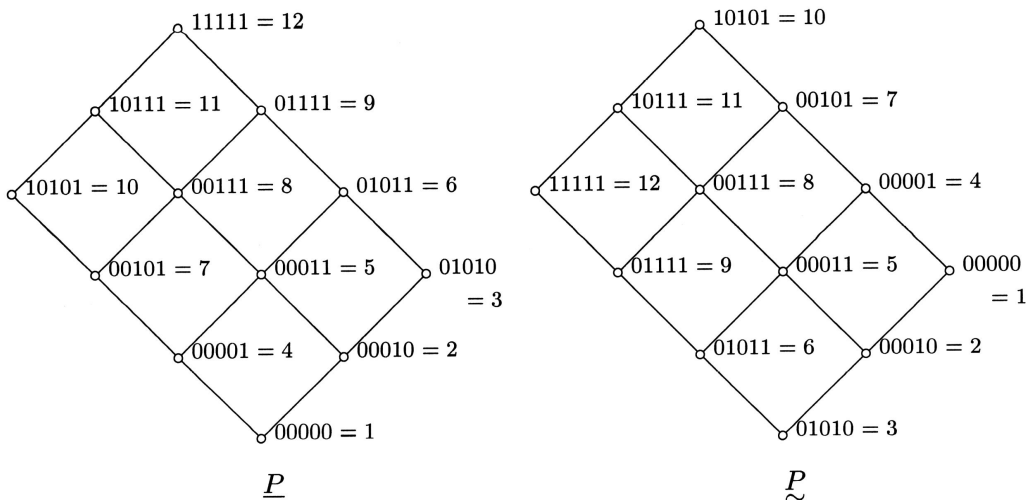 11111 = 12
10111 = 11
01111 = 9
10101 = 10
00111 = 8
01011 = 6
00101 = 7
00011 = 5
01010
= 3
00001 = 4
00010 = 2
00000 = 1
P
10101 = 10
10111 = 11
00101 = 7
11111 = 12
00111 = 8
00001 = 4
01111 = 9
00011 = 5
00000
= 1
01011 = 6
00010 = 2
01010 = 3
P